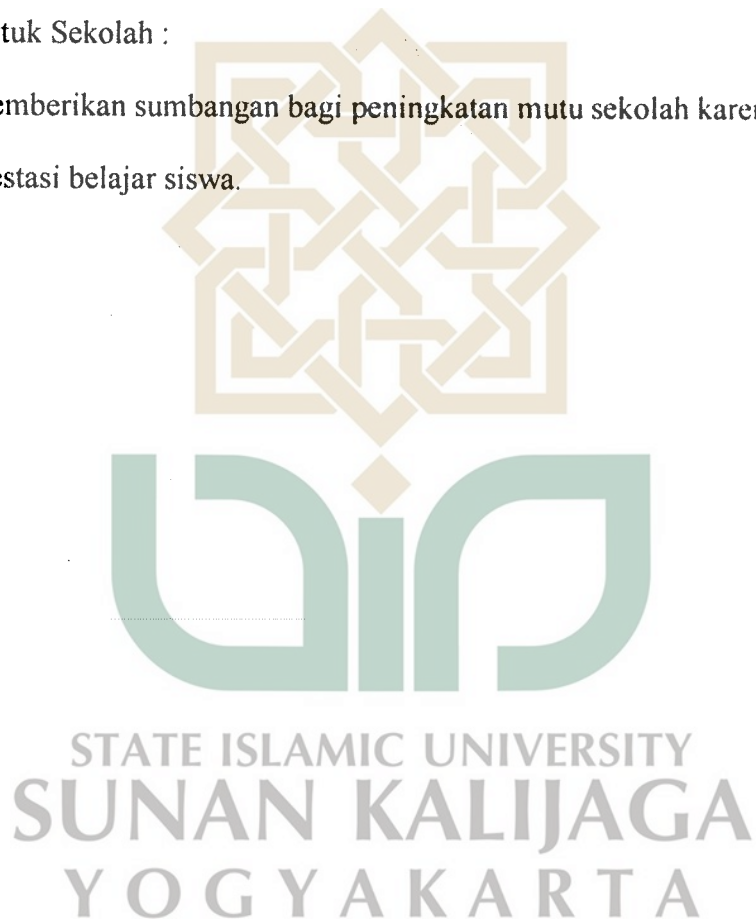 tuk Sekolah :
emberikan sumbangan bagi peningkatan mutu sekolah karen
estasi belajar siswa.
STATE ISLAMIC UNIVERSITY
SUNAN KALIJAGA
YOGYAKARTA